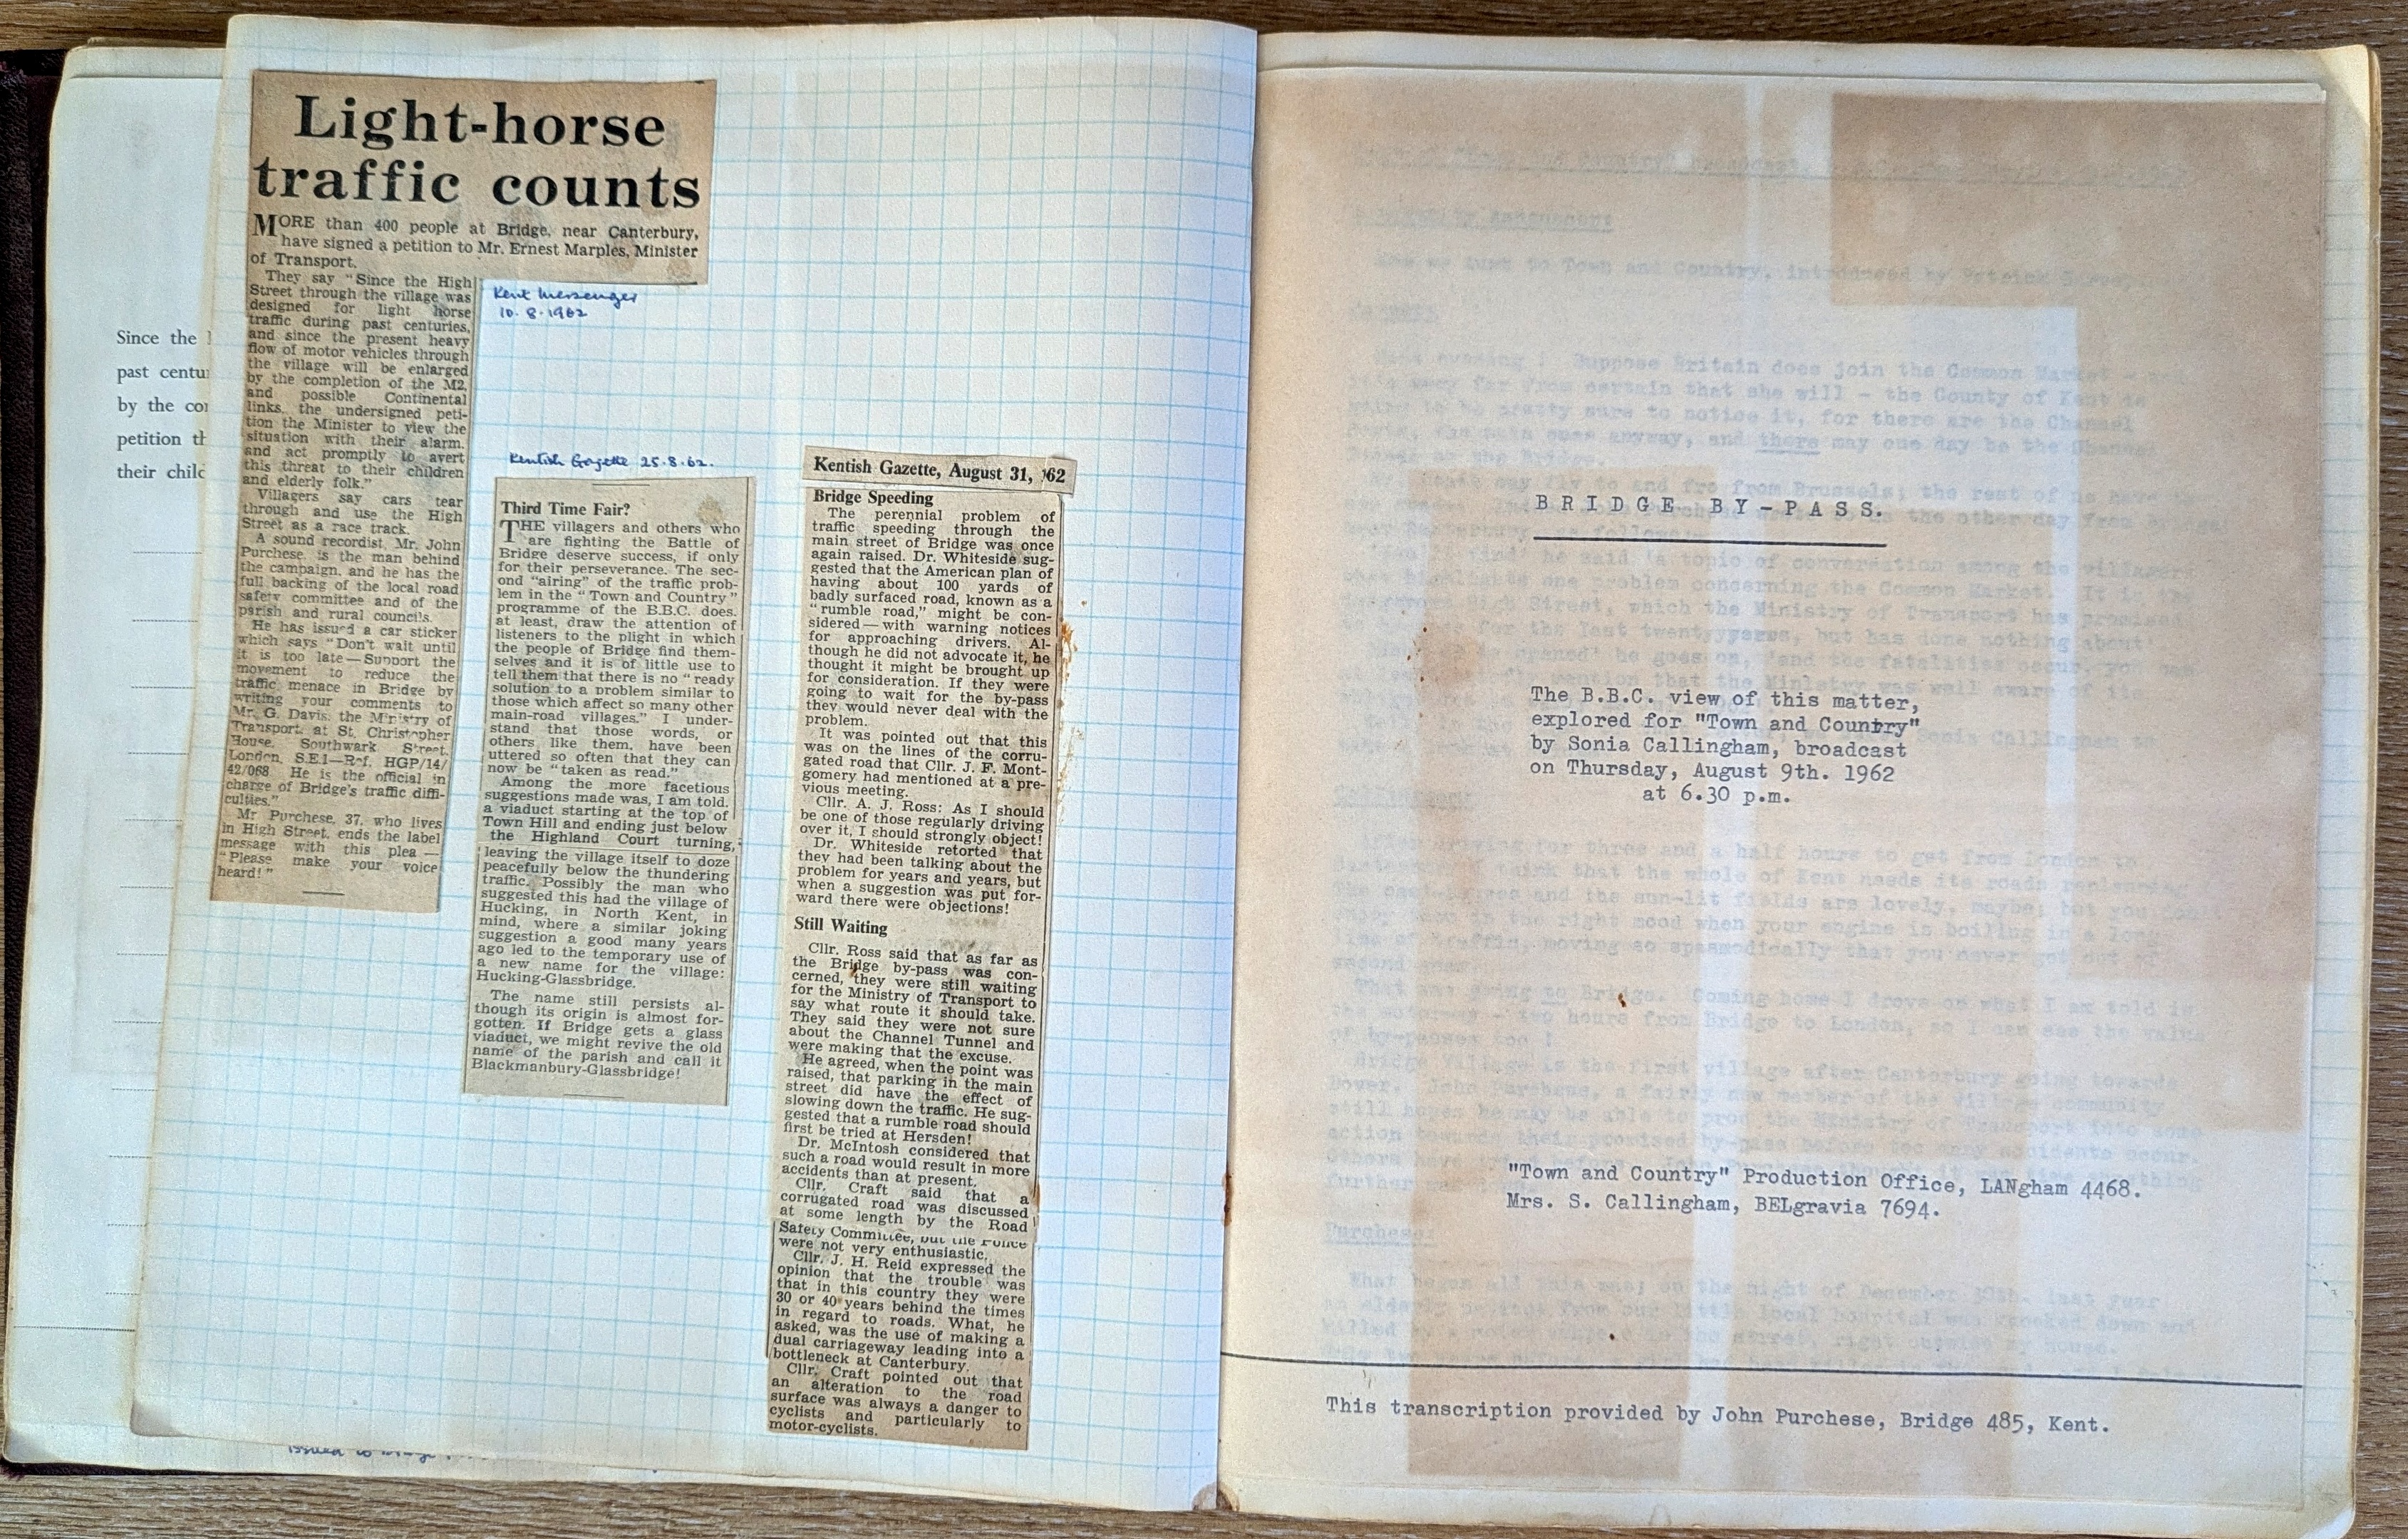 Since the
past centu
by the co
petition th
their chil
Light-horse
traffic counts
MORE than 400 people at Bridge, near Canterbury,
have signed a petition to Mr. Ernest Marples, Minister
of Transport.
They say "Since the High
Street through the village was
designed for light horse
traffic during past centuries,
and since the present heavy
flow of motor vehicles through
the village will be enlarged
by the completion of the M2,
and possible Continental
links, the undersigned peti-
tion the Minister to view the
situation with their alarm,
and act promptly to avert
this threat to their children
and elderly folk."
Villagers say cars tear
through and use the High
Street as a race track.
A sound recordist, Mr. John
Purchese, is the man behind
the campaign, and he has the
full backing of the local road
safety committee and of the
parish and rural councils.
He has issued a car sticker
which says "Don't wait until
it is too late—Support the
movement to reduce the
traffic menace in Bridge by
writing your comments to
Mr. G. Davis, the Ministry of
Transport, at St. Christopher
House, Southwark Street,
London, S.E.1—Ref. HGP/14/
42/068. He is the official in
charge of Bridge's traffic diffi-
culties."
Mr Purchese, 37, who lives
in High Street, ends the label
message with this plea—
"Please make your voice
heard!"
Kent Messenger
10.8.1962
Kentish Gazette 25.8.62.
Third Time Fair?
THE villagers and others who
are fighting the Battle of
Bridge deserve success, if only
for their perseverance. The sec-
ond "airing" of the traffic prob-
lem in the "Town and Country"
programme of the B.B.C. does,
at least, draw the attention of
listeners to the plight in which
the people of Bridge find them-
selves and it is of little use to
tell them that there is no "ready
solution to a problem similar to
those which affect so many other
main-road villages." I under-
stand that those words, or
others like them, have been
uttered so often that they can
now be "taken as read."
Among the more facetious
suggestions made was, I am told,
a viaduct starting at the top of
Town Hill and ending just below
the Highland Court turning,
leaving the village itself to doze
peacefully below the thundering
traffic. Possibly the man who
suggested this had the village of
Hucking, in North Kent, in
mind, where a similar joking
suggestion a good many years
ago led to the temporary use of
a new name for the village:
Hucking-Glassbridge.
The name still persists al-
though its origin is almost for-
gotten. If Bridge gets a glass
viaduct, we might revive the old
name of the parish and call it
Blackmanbury-Glassbridge!
Kentish Gazette, August 31, '62
Bridge Speeding
The perennial problem of
traffic speeding through the
main street of Bridge was once
again raised. Dr. Whiteside sug-
gested that the American plan of
having about 100 yards of
badly surfaced road, known as a
"rumble road," might be con-
sidered—with warning notices
for approaching drivers. Al-
though he did not advocate it, he
thought it might be brought up
for consideration. If they were
going to wait for the by-pass
they would never deal with the
problem.
It was pointed out that this
was on the lines of the corru-
gated road that Cllr. J. F. Mont-
gomery had mentioned at a pre-
vious meeting.
Cllr. A. J. Ross: As I should
be one of those regularly driving
over it, I should strongly object!
Dr. Whiteside retorted that
they had been talking about the
problem for years and years, but
when a suggestion was put for-
ward there were objections!
Still Waiting
Cllr. Ross said that as far as
the Bridge by-pass was con-
cerned, they were still waiting
for the Ministry of Transport to
say what route it should take.
They said they were not sure
about the Channel Tunnel and
were making that the excuse.
He agreed, when the point was
raised, that parking in the main
street did have the effect of
slowing down the traffic. He sug-
gested that a rumble road should
first be tried at Hersden!
Dr. McIntosh considered that
such a road would result in more
accidents than at present.
Cllr. Craft said that a
corrugated road was discussed
at some length by the Road
Safety Committee, but the Police
were not very enthusiastic.
Cllr. J. H. Reid expressed the
opinion that the trouble was
that in this country they were
30 or 40 years behind the times
in regard to roads. What, he
asked, was the use of making a
dual carriageway leading into a
bottleneck at Canterbury.
Cllr. Craft pointed out that
an alteration to the road
surface was always a danger to
cyclists and particularly to
motor-cyclists.
BRIDGE BY-PASS.
The B.B.C. view of this matter,
explored for "Town and Country"
by Sonia Callingham, broadcast
on Thursday, August 9th. 1962
at 6.30 p.m.
"Town and Country" Production Office, LANgham 4468.
Mrs. S. Callingham, BELgravia 7694.
This transcription provided by John Purchese, Bridge 485, Kent.